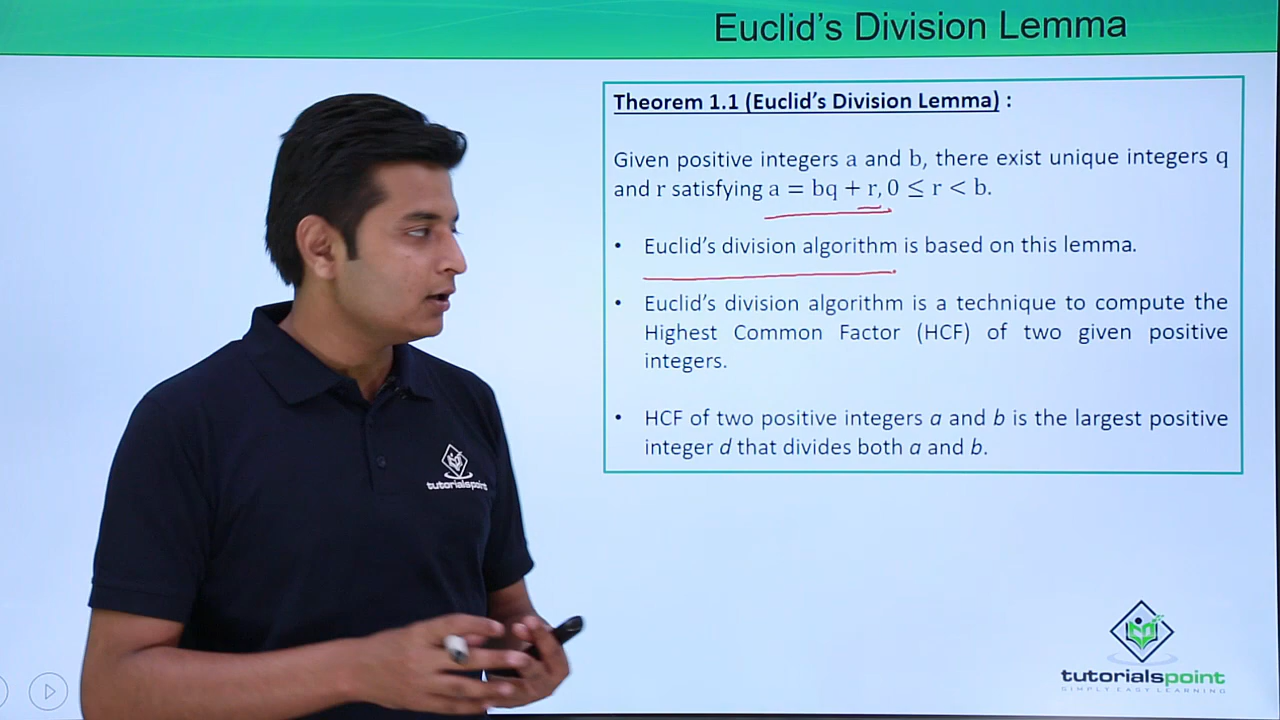 Euclid's Division Lemma
Theorem 1.1 (Euclid's Division Lemma) :
Given positive integers a and b, there exist unique integers q
and r satisfying a = bq + r, 0 ≤ r < b.
• Euclid's division algorithm is based on this lemma.
• Euclid's division algorithm is a technique to compute the
Highest Common Factor (HCF) of two given positive
integers.
• HCF of two positive integers a and b is the largest positive
integer d that divides both a and b.
tutorialspoint
tutorialspoint
SIMPLY EASY LEARNING